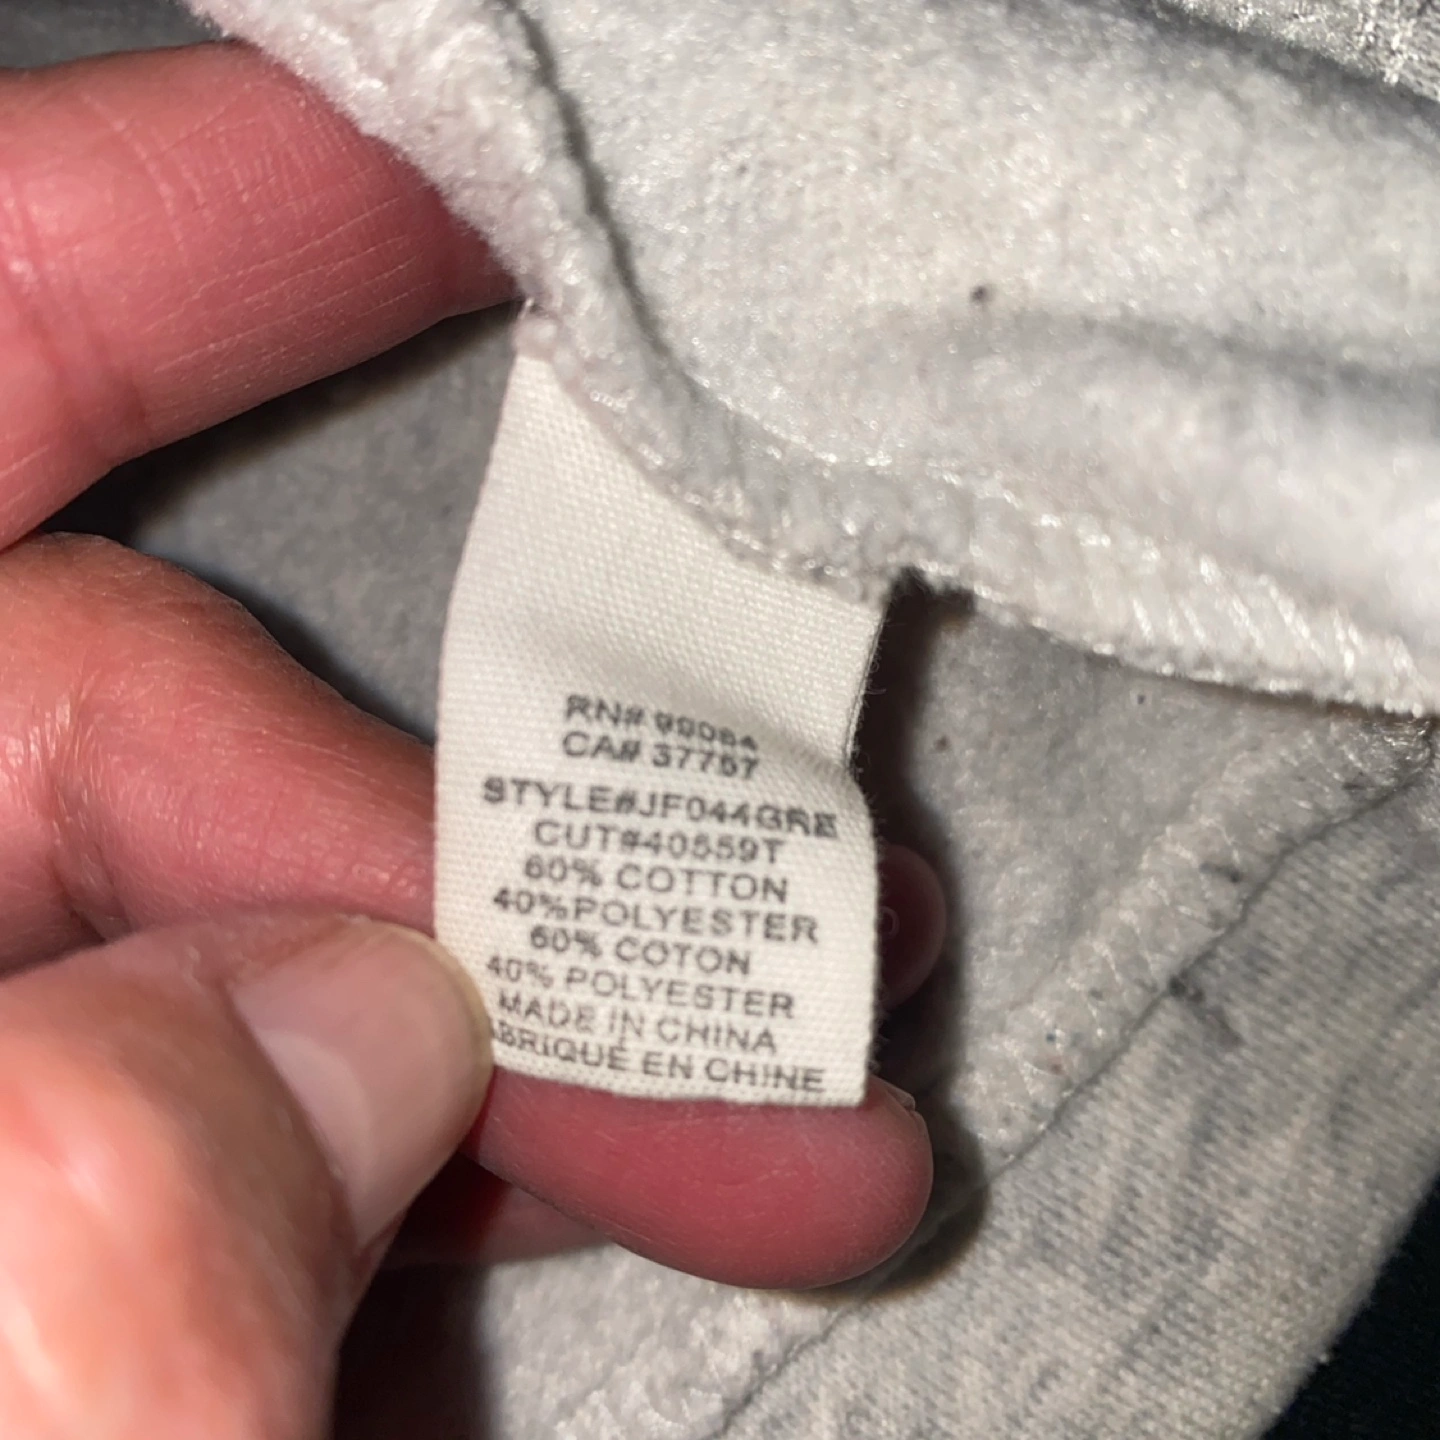 RN# 99084
CA# 37757
STYLE#JF044GRE
CUT#40559T
60% COTTON
40%POLYESTER
60% COTON
40% POLYESTER
MADE IN CHINA
ABRIQUÉ EN CHINE